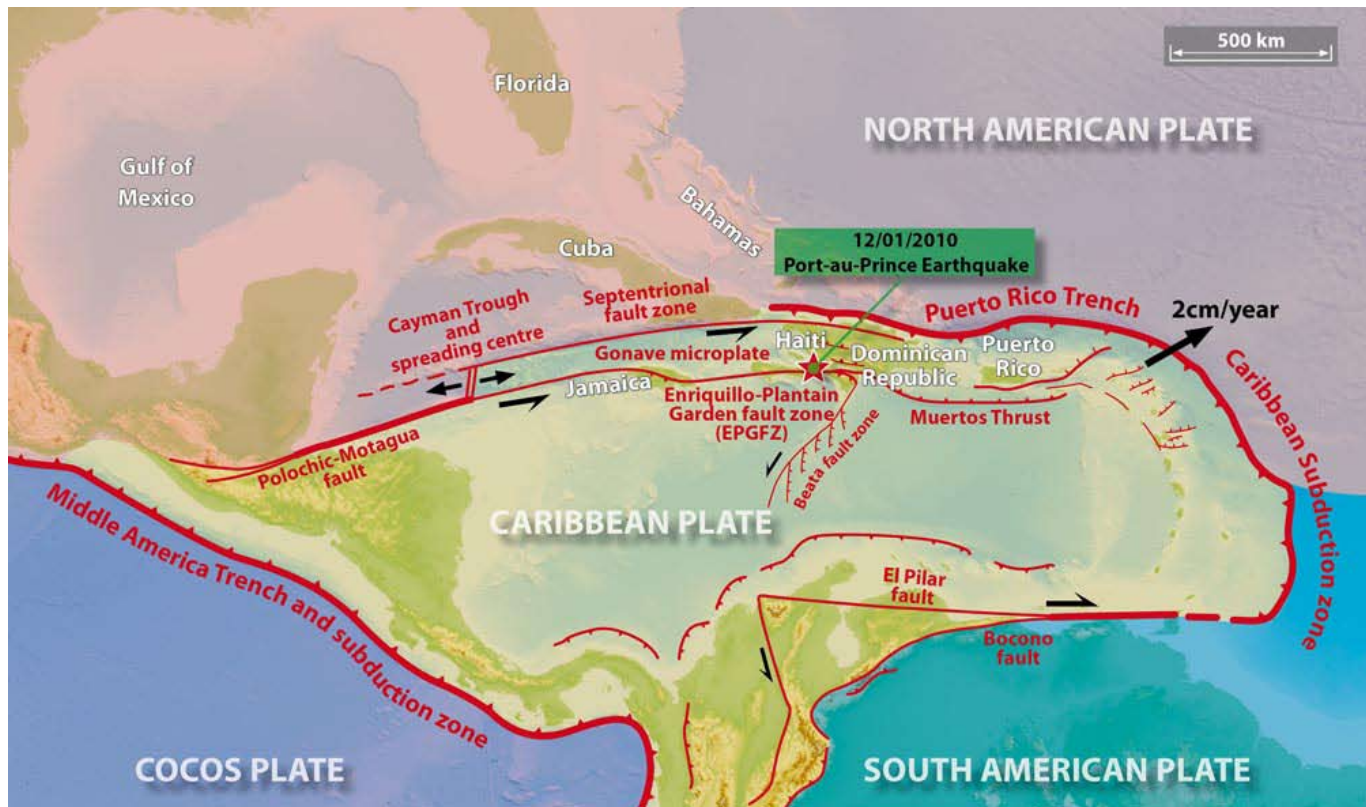 500 km
Florida
NORTH AMERICAN PLATE
Gulf of
Mexico
Bahamas
12/01/2010
Port-au-Prince Earthquake
Cuba
Cayman Trough
and
spreading centre
Septentrional
fault zone
Puerto Rico Trench
2cm/year
Haiti
Gonave microplate
Dominican
Republic
Puerto
Rico
Jamaica
Enriquillo-Plantain
Garden fault zone
(EPGFZ)
Muertos Thrust
Caribbean Subduction zone
Polochic-Motagua
fault
Beata fault zone
CARIBBEAN PLATE
Middle America Trench and subduction zone
El Pilar
fault
Bocono
fault
COCOS PLATE
SOUTH AMERICAN PLATE